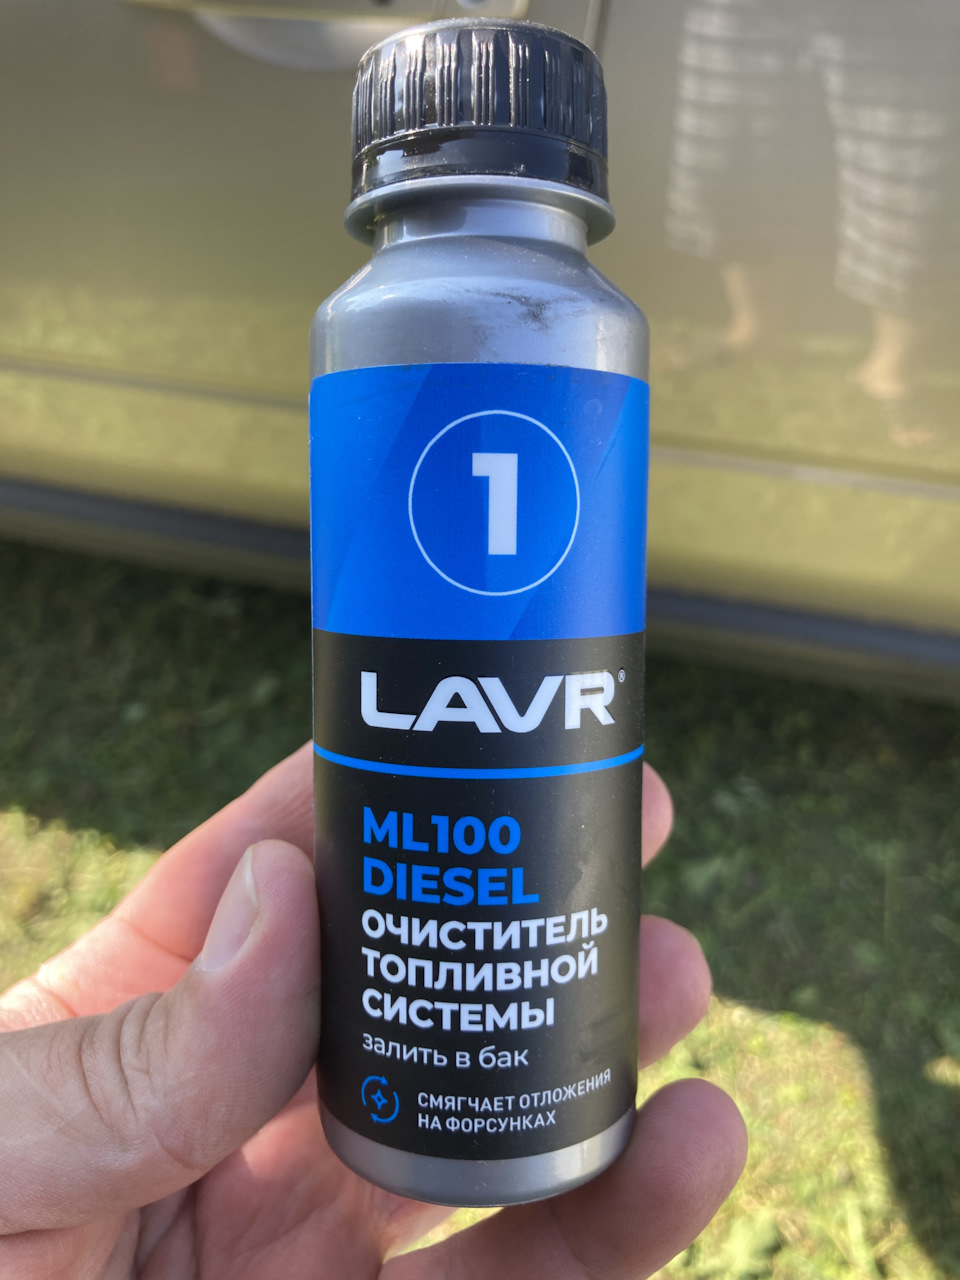 1
LAVR®
ML100
DIESEL
ОЧИСТИТЕЛЬ
ТОПЛИВНОЙ
СИСТЕМЫ
залить в бак
СМЯГЧАЕТ ОТЛОЖЕНИЯ
НА ФОРСУНКАХ